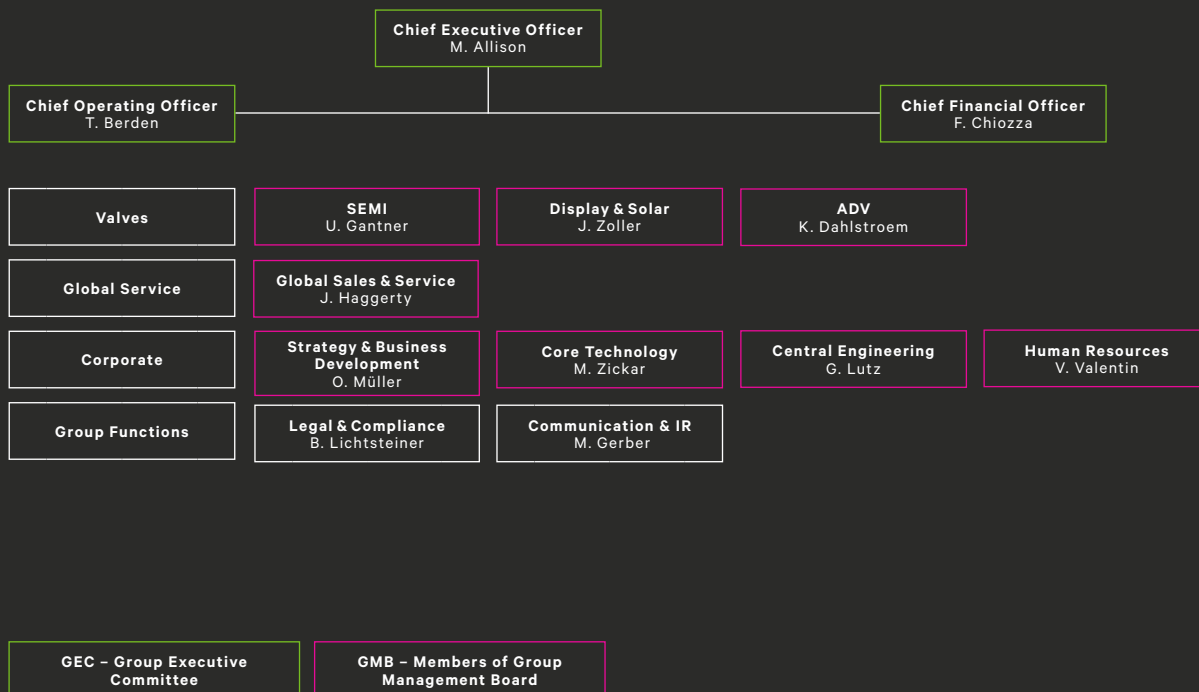 Chief Executive Officer
M. Allison
Chief Operating Officer
T. Berden
Chief Financial Officer
F. Chiozza
Valves
SEMI
U. Gantner
Display & Solar
J. Zoller
ADV
K. Dahlstroem
Global Service
Global Sales & Service
J. Haggerty
Corporate
Strategy & Business
Development
O. Müller
Core Technology
M. Zickar
Central Engineering
G. Lutz
Human Resources
V. Valentin
Group Functions
Legal & Compliance
B. Lichtsteiner
Communication & IR
M. Gerber
GEC – Group Executive
Committee
GMB – Members of Group
Management Board